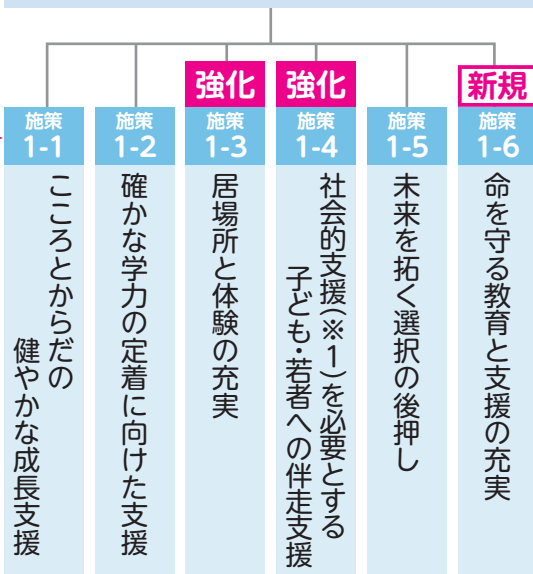 施策
1-1
こころとからだの
健やかな成長支援
施策
1-2
確かな学力の定着に向けた支援
強化
施策
1-3
居場所と体験の充実
強化
施策
1-4
社会的支援(※1)を必要とする
子ども・若者への伴走支援
施策
1-5
未来を拓く選択の後押し
新規
施策
1-6
命を守る教育と支援の充実